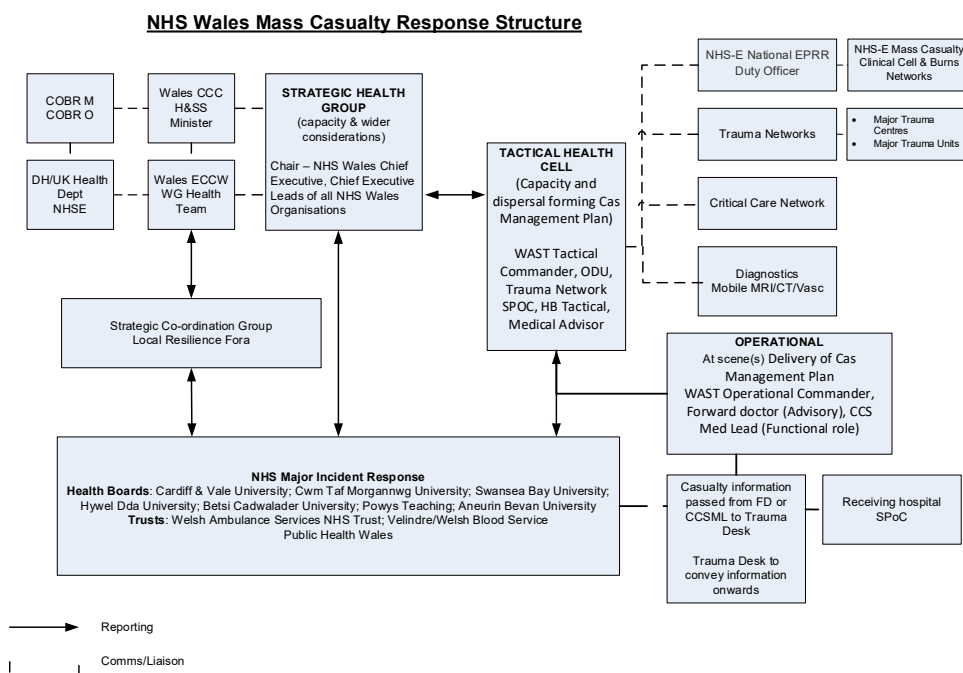 NHS Wales Mass Casualty Response Structure
COBR M
COBR O
Wales CCC
H&SS
Minister
DH/UK Health
Dept
NHSE
Wales ECCW
WG Health
Team
STRATEGIC HEALTH
GROUP
(capacity & wider
considerations)
Chair – NHS Wales Chief
Executive, Chief Executive
Leads of all NHS Wales
Organisations
TACTICAL HEALTH
CELL
(Capacity and
dispersal forming Cas
Management Plan)
WAST Tactical
Commander, ODU,
Trauma Network
SPOC, HB Tactical,
Medical Advisor
NHS-E National EPRR
Duty Officer
NHS-E Mass Casualty
Clinical Cell & Burns
Networks
Trauma Networks
• Major Trauma
Centres
• Major Trauma Units
Critical Care Network
Diagnostics
Mobile MRI/CT/Vasc
Strategic Co-ordination Group
Local Resilience Fora
OPERATIONAL
At scene(s) Delivery of Cas
Management Plan
WAST Operational Commander,
Forward doctor (Advisory), CCS
Med Lead (Functional role)
NHS Major Incident Response
Health Boards: Cardiff & Vale University; Cwm Taf Morgannwg University; Swansea Bay University;
Hywel Dda University; Betsi Cadwalader University; Powys Teaching; Aneurin Bevan University
Trusts: Welsh Ambulance Services NHS Trust; Velindre/Welsh Blood Service
Public Health Wales
Casualty information
passed from FD or
CCSML to Trauma
Desk
Trauma Desk to
convey information
onwards
Receiving hospital
SPoC
Reporting
Comms/Liaison